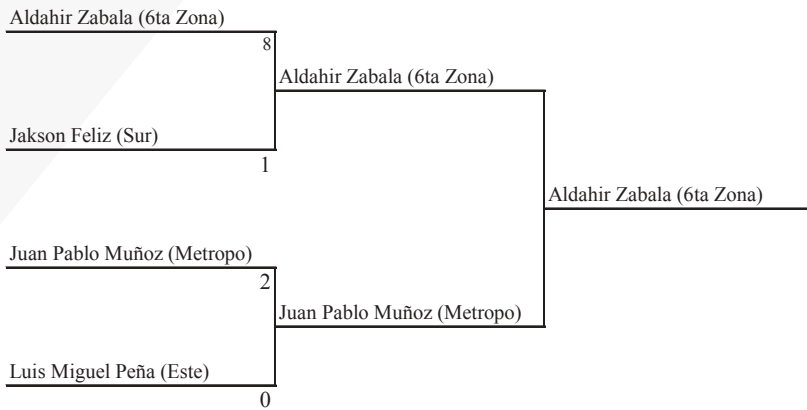 Aldahir Zabala (6ta Zona)
8
Aldahir Zabala (6ta Zona)
Jakson Feliz (Sur)
1
Aldahir Zabala (6ta Zona)
Juan Pablo Muñoz (Metropo)
2
Juan Pablo Muñoz (Metropo)
Luis Miguel Peña (Este)
0